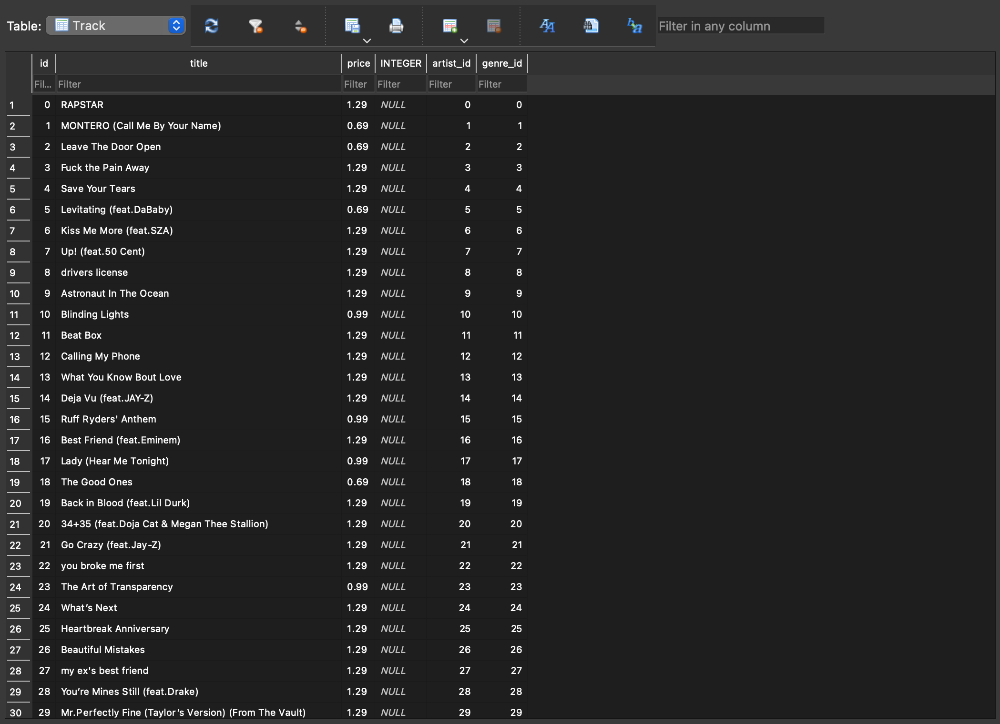 Table: Track Filter in any column
id title price INTEGER artist_id genre_id
Fil... Filter Filter Filter Filter Filter
1 0 RAPSTAR 1.29 NULL 0 0
2 1 MONTERO (Call Me By Your Name) 0.69 NULL 1 1
3 2 Leave The Door Open 0.69 NULL 2 2
4 3 Fuck the Pain Away 1.29 NULL 3 3
5 4 Save Your Tears 1.29 NULL 4 4
6 5 Levitating (feat.DaBaby) 0.69 NULL 5 5
7 6 Kiss Me More (feat.SZA) 1.29 NULL 6 6
8 7 Up! (feat.50 Cent) 1.29 NULL 7 7
9 8 drivers license 1.29 NULL 8 8
10 9 Astronaut In The Ocean 1.29 NULL 9 9
11 10 Blinding Lights 0.99 NULL 10 10
12 11 Beat Box 1.29 NULL 11 11
13 12 Calling My Phone 1.29 NULL 12 12
14 13 What You Know Bout Love 1.29 NULL 13 13
15 14 Deja Vu (feat.JAY-Z) 1.29 NULL 14 14
16 15 Ruff Ryders' Anthem 0.99 NULL 15 15
17 16 Best Friend (feat.Eminem) 1.29 NULL 16 16
18 17 Lady (Hear Me Tonight) 0.99 NULL 17 17
19 18 The Good Ones 0.69 NULL 18 18
20 19 Back in Blood (feat.Lil Durk) 1.29 NULL 19 19
21 20 34+35 (feat.Doja Cat & Megan Thee Stallion) 1.29 NULL 20 20
22 21 Go Crazy (feat.Jay-Z) 1.29 NULL 21 21
23 22 you broke me first 1.29 NULL 22 22
24 23 The Art of Transparency 0.99 NULL 23 23
25 24 What’s Next 1.29 NULL 24 24
26 25 Heartbreak Anniversary 1.29 NULL 25 25
27 26 Beautiful Mistakes 1.29 NULL 26 26
28 27 my ex's best friend 1.29 NULL 27 27
29 28 You’re Mines Still (feat.Drake) 1.29 NULL 28 28
30 29 Mr.Perfectly Fine (Taylor’s Version) (From The Vault) 1.29 NULL 29 29